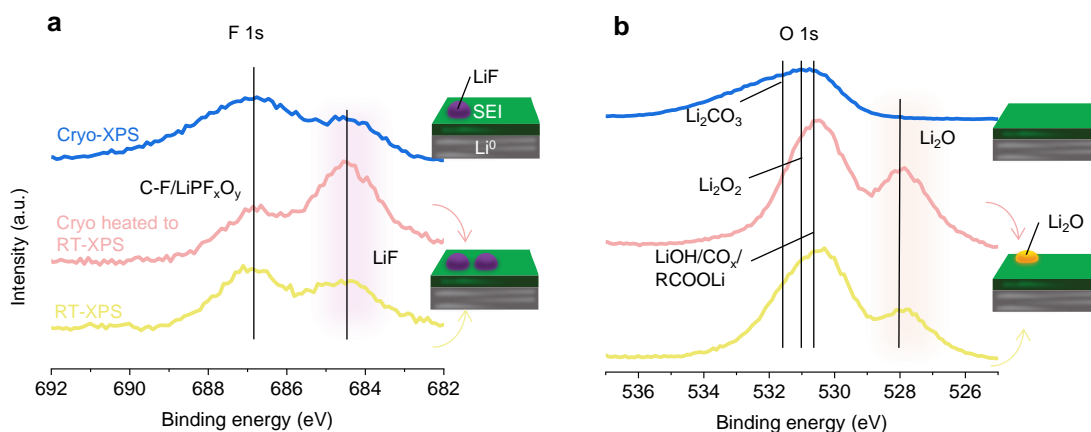 a
F 1s
LiF
SEI
Li⁰
Cryo-XPS
C-F/LiPFₓOᵧ
Cryo heated to
RT-XPS
LiF
RT-XPS
Intensity (a.u.)
692 690 688 686 684 682
Binding energy (eV)
b
O 1s
Li₂CO₃
Li₂O
Li₂O₂
Li₂O
LiOH/COₓ/
RCOOLi
536 534 532 530 528 526
Binding energy (eV)